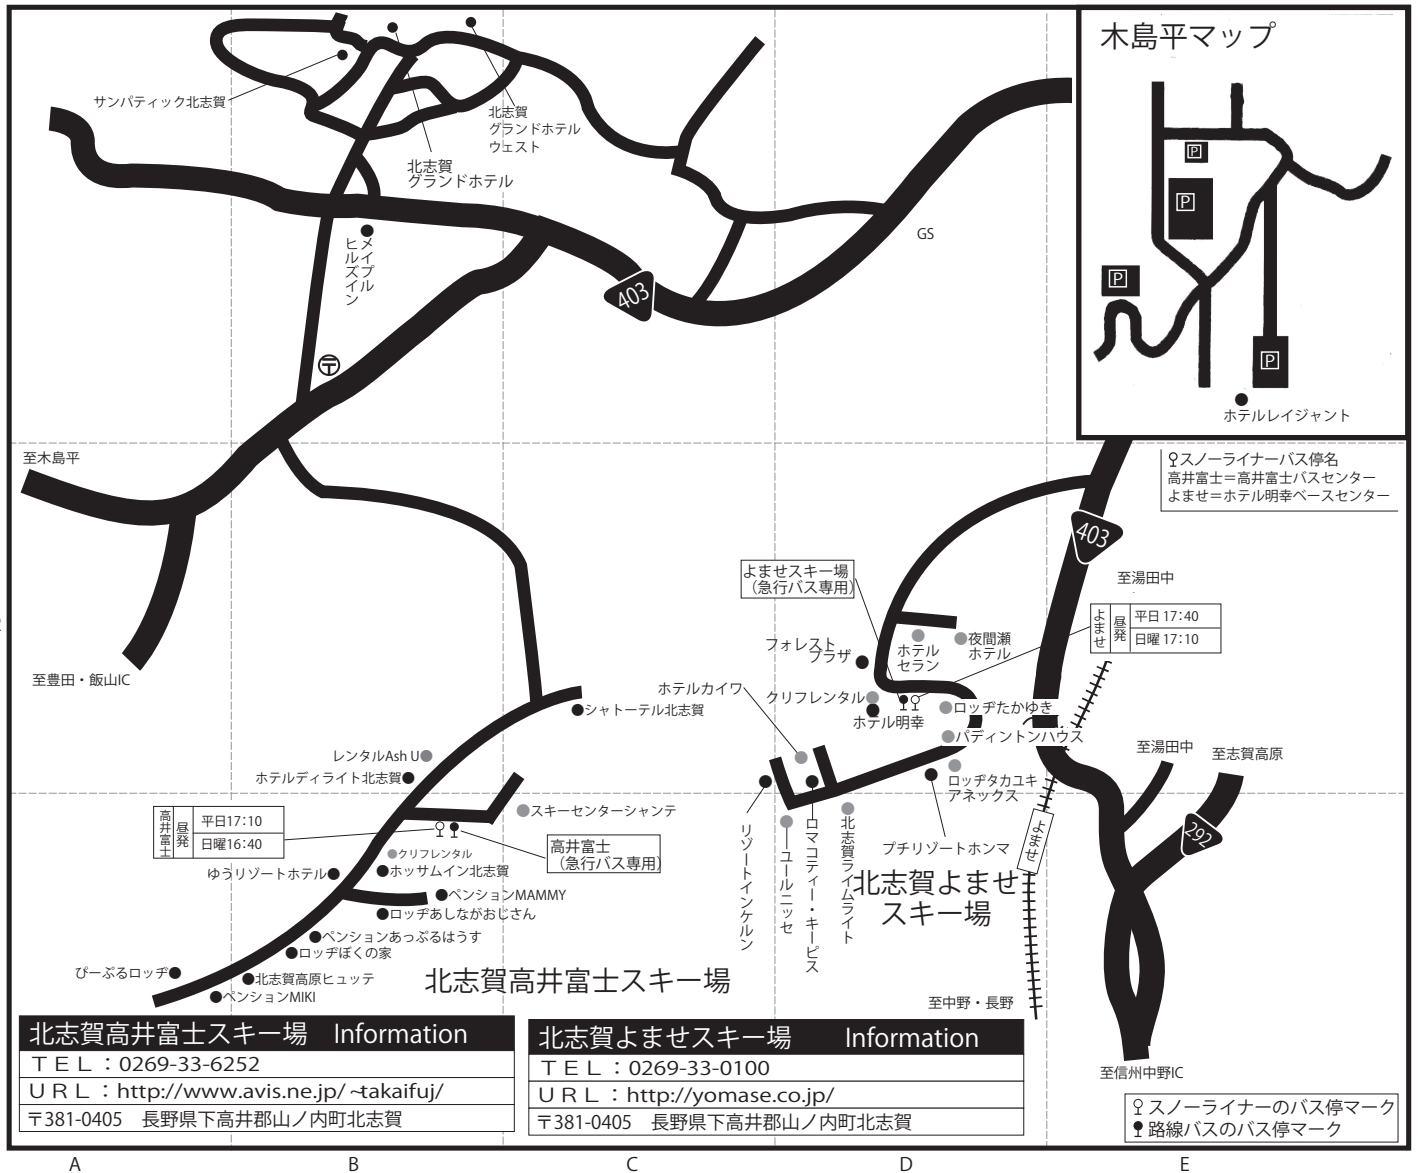 木島平マップ
サンパティック北志賀
北志賀
グランドホテル
ウェスト
北志賀
グランドホテル
メイプルン
ヒルズイン
403
GS
P
P
P
P
ホテルレイジャント
〒
至木島平
スノーライナーバス停名
高井富士＝高井富士バスセンター
よませ＝ホテル明幸ベースセンター
403
至湯田中
よませスキー場
（急行バス専用）
よませ
昼発
平日 17:40
日曜 17:10
フォレスト
プラザ
ホテル
セラン
夜間瀬
ホテル
至豊田・飯山IC
ホテルカイワ
クリフレンタル
ホテル明幸
ロッヂたかゆき
パディントンハウス
シャトーテル北志賀
レンタルAsh U
ホテルディライト北志賀
至湯田中
至志賀高原
ロッヂタカユキ
アネックス
スキーセンターシャンテ
高井富士
昼発
平日17:10
日曜16:40
高井富士
（急行バス専用）
クリフレンタル
ホッサムイン北志賀
ゆうリゾートホテル
ペンションMAMMY
ロッヂあしながおじさん
ペンションあっぷるはうす
ロッヂぼくの家
ぴーぷるロッヂ
北志賀高原ヒュッテ
ペンションMIKI
リゾートインケルン
ユールニッセ
ロマコティー・キーピス
北志賀ライムライト
プチリゾートホンマ
よませ
292
北志賀よませ
スキー場
北志賀高井富士スキー場
至中野・長野
至信州中野IC
北志賀高井富士スキー場　Information
ＴＥＬ：0269-33-6252
ＵＲＬ：http://www.avis.ne.jp/ ~takaifuj/
〒381-0405　長野県下高井郡山ノ内町北志賀
北志賀よませスキー場　Information
ＴＥＬ：0269-33-0100
ＵＲＬ：http://yomase.co.jp/
〒381-0405　長野県下高井郡山ノ内町北志賀
スノーライナーのバス停マーク
路線バスのバス停マーク
A B C D E